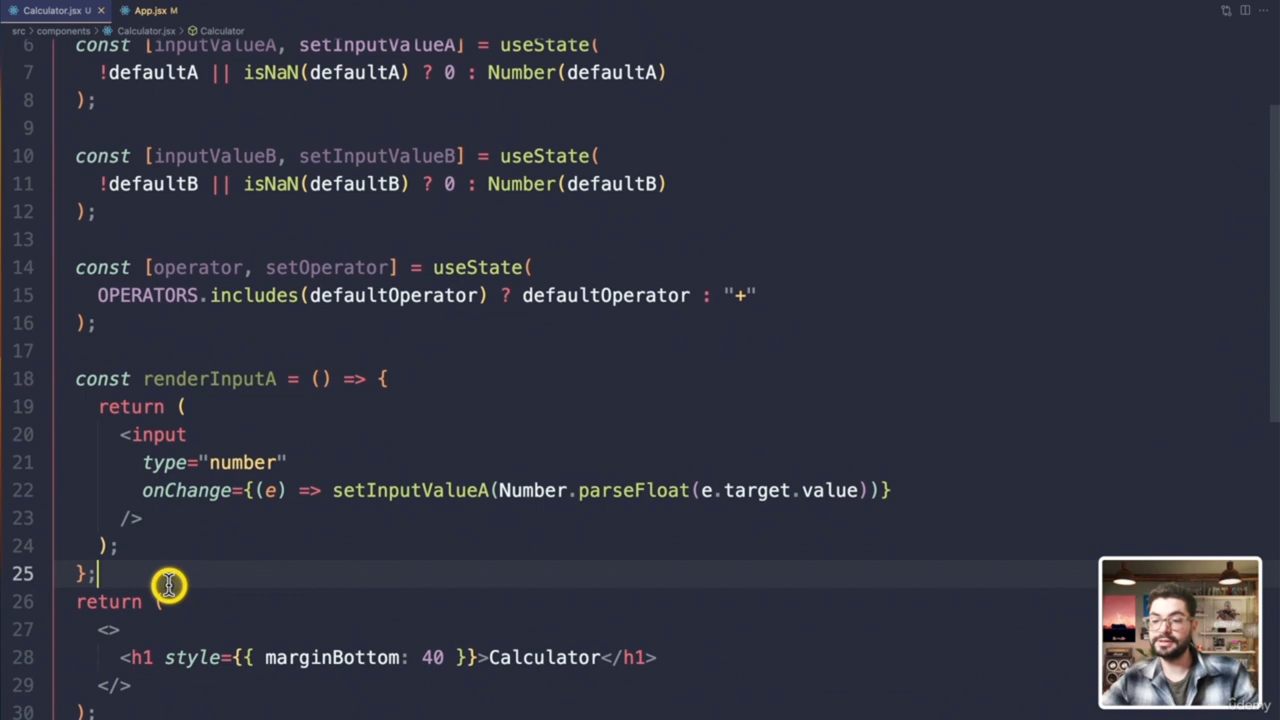 Calculator.jsx U × App.jsx M
src > components > Calculator.jsx > Calculator
6 const [inputValueA, setInputValueA] = useState(
7 !defaultA || isNaN(defaultA) ? 0 : Number(defaultA)
8 );
9
10 const [inputValueB, setInputValueB] = useState(
11 !defaultB || isNaN(defaultB) ? 0 : Number(defaultB)
12 );
13
14 const [operator, setOperator] = useState(
15 OPERATORS.includes(defaultOperator) ? defaultOperator : "+"
16 );
17
18 const renderInputA = () => {
19 return (
20 <input
21 type="number"
22 onChange={(e) => setInputValueA(Number.parseFloat(e.target.value))}
23 />
24 );
25 };
26 return (
27 <>
28 <h1 style={{ marginBottom: 40 }}>Calculator</h1>
29 </>
30 );
ûdemy